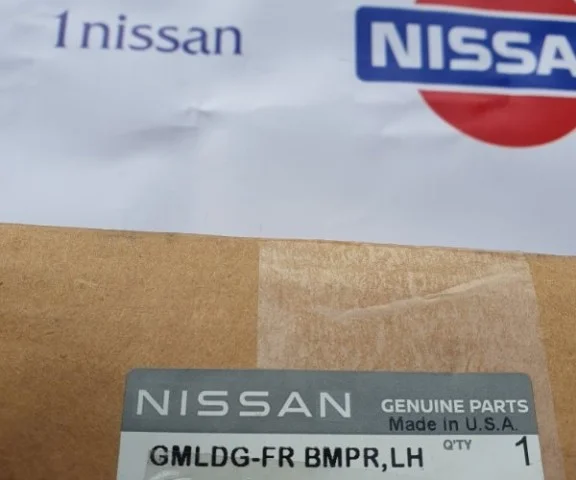 1nissan
NISSA
NISSAN GENUINE PARTS
Made in U.S.A.
GMLDG-FR BMPR,LH Q'TY 1